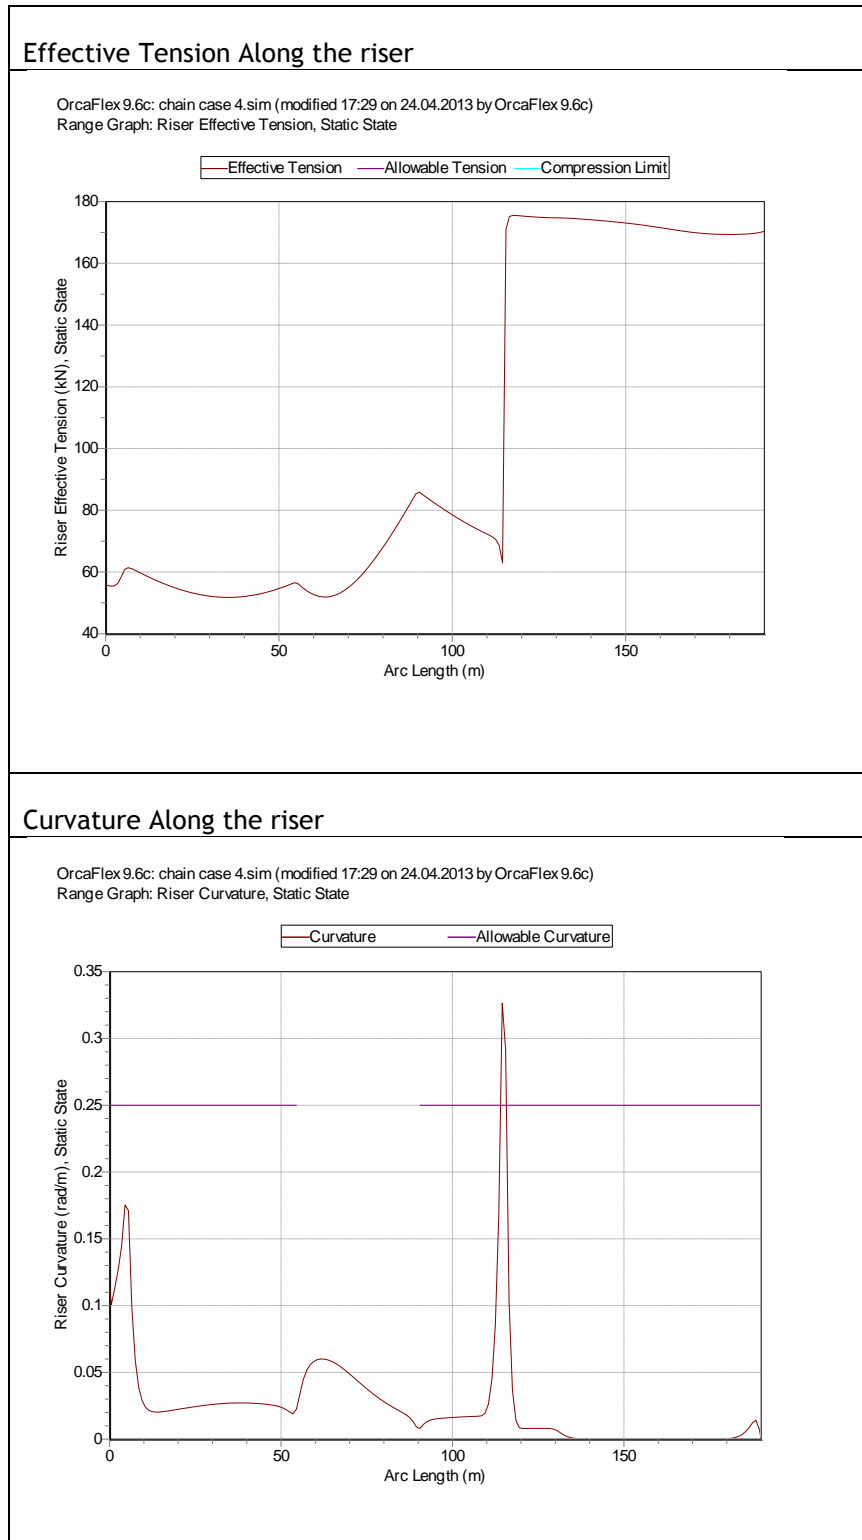 Effective Tension Along the riser
OrcaFlex 9.6c: chain case 4.sim (modified 17:29 on 24.04.2013 by OrcaFlex 9.6c)
Range Graph: Riser Effective Tension, Static State
Effective Tension Allowable Tension Compression Limit
180
160
140
120
100
80
60
40
Riser Effective Tension (kN), Static State
0 50 100 150
Arc Length (m)
Curvature Along the riser
OrcaFlex 9.6c: chain case 4.sim (modified 17:29 on 24.04.2013 by OrcaFlex 9.6c)
Range Graph: Riser Curvature, Static State
Curvature Allowable Curvature
0.35
0.3
0.25
0.2
0.15
0.1
0.05
0
Riser Curvature (rad/m), Static State
0 50 100 150
Arc Length (m)